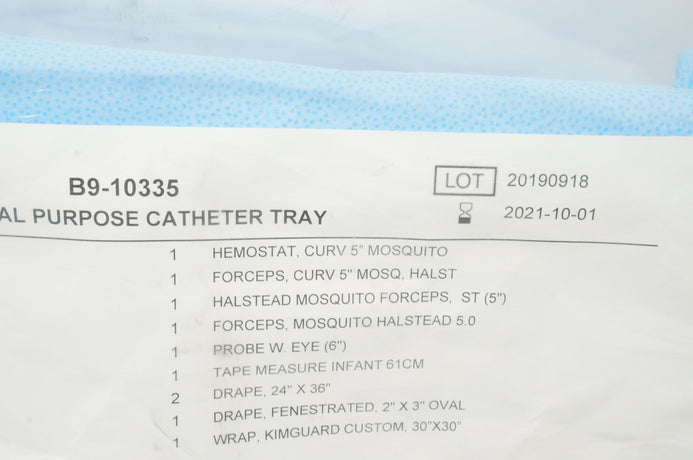 B9-10335
LOT 20190918
AL PURPOSE CATHETER TRAY
2021-10-01
1 HEMOSTAT, CURV 5" MOSQUITO
1 FORCEPS, CURV 5" MOSQ, HALST
1 HALSTEAD MOSQUITO FORCEPS, ST (5")
1 FORCEPS, MOSQUITO HALSTEAD 5.0
1 PROBE W. EYE (6")
1 TAPE MEASURE INFANT 61CM
2 DRAPE, 24" X 36"
1 DRAPE, FENESTRATED, 2" X 3" OVAL
1 WRAP, KIMGUARD CUSTOM, 30"X30"